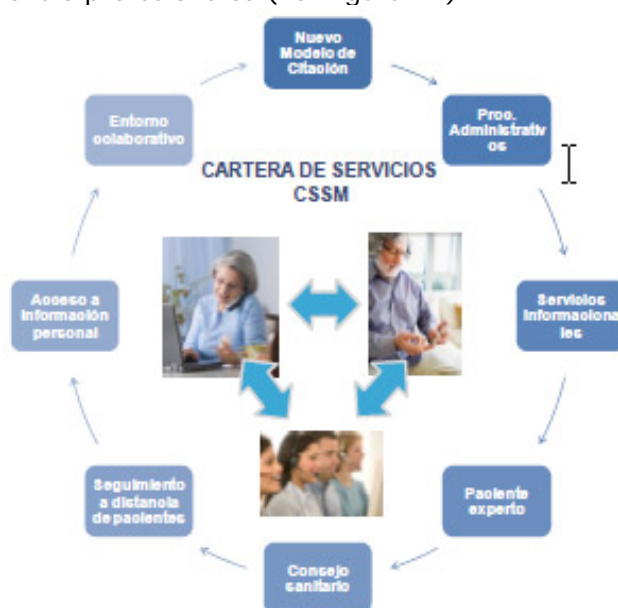 Nuevo
Modelo de
Citación
Proc.
Administrativ
os
Servicios
Informaciona
les
Paciente
experto
Consejo
sanitario
Seguimiento
a distancia
de pacientes
Acceso a
información
personal
Entorno
colaborativo
CARTERA DE SERVICIOS
CSSM